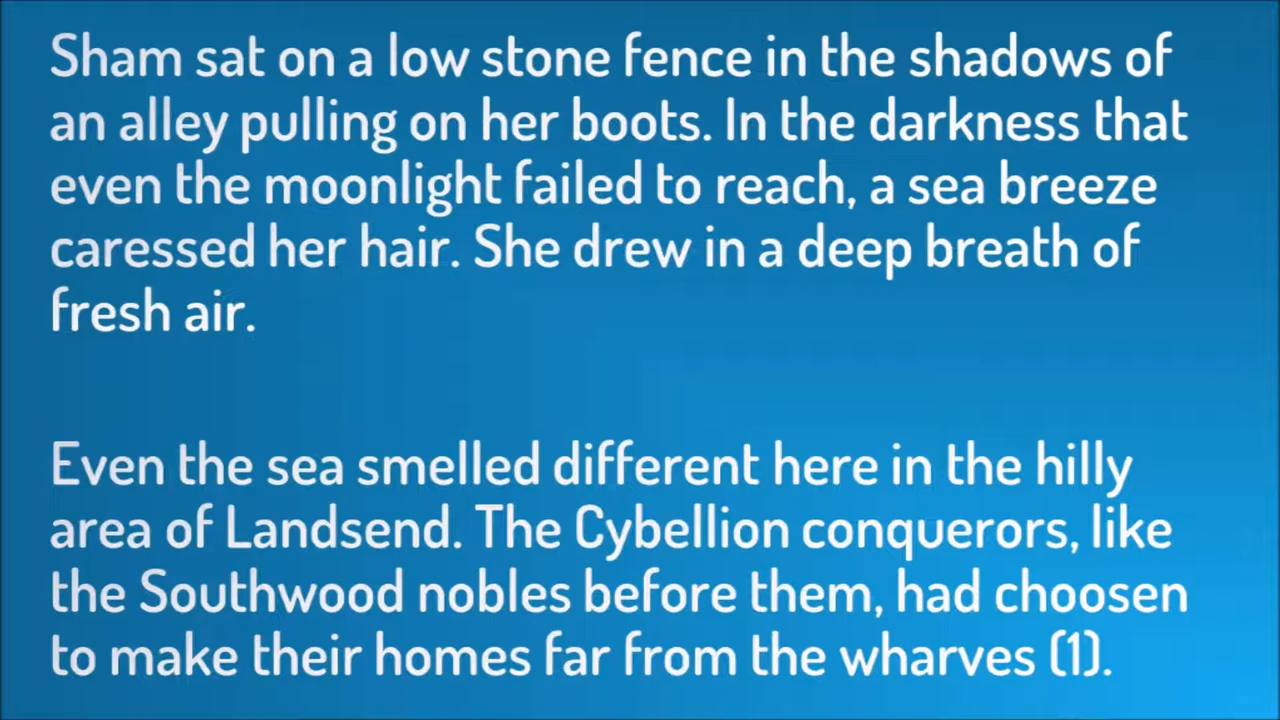 Sham sat on a low stone fence in the shadows of
an alley pulling on her boots. In the darkness that
even the moonlight failed to reach, a sea breeze
caressed her hair. She drew in a deep breath of
fresh air.
Even the sea smelled different here in the hilly
area of Landsend. The Cybellion conquerors, like
the Southwood nobles before them, had choosen
to make their homes far from the wharves (1).